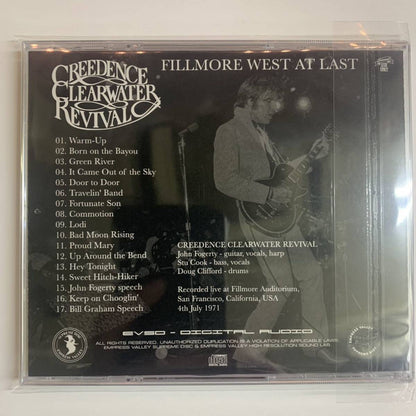 CREEDENCE
CLEARWATER
REVIVAL
FILLMORE WEST AT LAST
01. Warm-Up
02. Born on the Bayou
03. Green River
04. It Came Out of the Sky
05. Door to Door
06. Travelin' Band
07. Fortunate Son
08. Commotion
09. Lodi
10. Bad Moon Rising
11. Proud Mary
12. Up Around the Bend
13. Hey Tonight
14. Sweet Hitch-Hiker
15. John Fogerty speech
16. Keep on Chooglin'
17. Bill Graham Speech
CREEDENCE CLEARWATER REVIVAL
John Fogerty - guitar, vocals, harp
Stu Cook - bass, vocals
Doug Clifford - drums
Recorded live at Fillmore Auditorium,
San Francisco, California, USA
4th July 1971
EVSD - DIGITAL AUDIO
ALL RIGHTS RESERVED. UNAUTHORIZED DUPLICATION IS A VIOLATION OF APPLICABLE LAWS.
EMPRESS VALLEY SUPREME DISC & EMPRESS VALLEY HIGH RESOLUTION SOUND LAB.